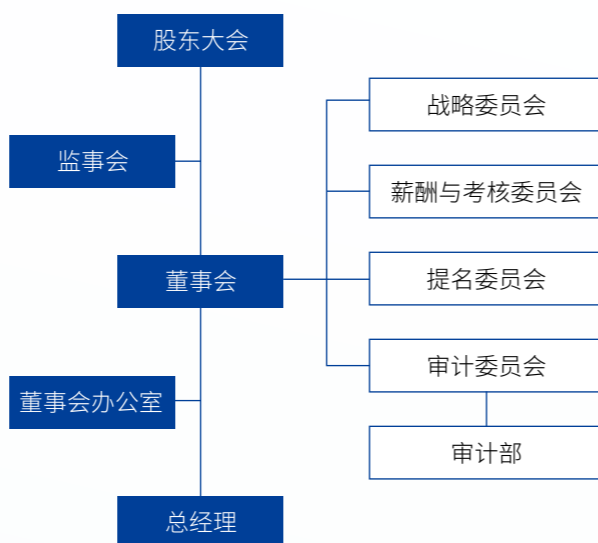 股东大会
战略委员会
监事会
薪酬与考核委员会
董事会
提名委员会
审计委员会
董事会办公室
审计部
总经理